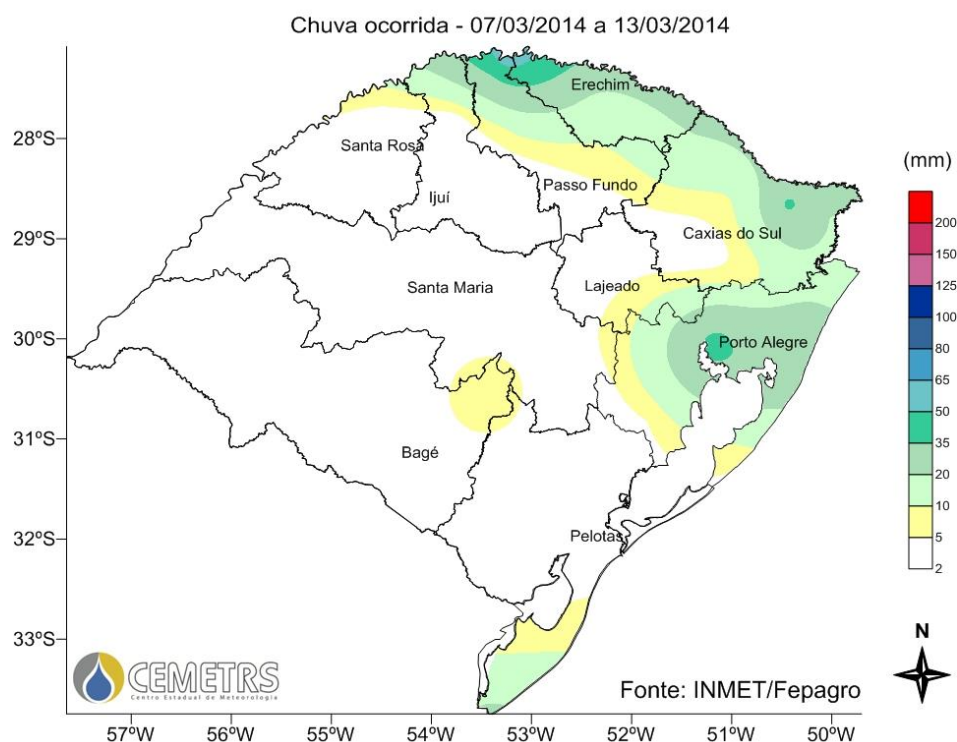 Chuva ocorrida - 07/03/2014 a 13/03/2014
Erechim
28ºS
Santa Rosa
(mm)
Passo Fundo
Ijuí
200
Caxias do Sul
29ºS
150
Santa Maria
Lajeado
125
100
30ºS
Porto Alegre
80
65
50
31ºS
Bagé
35
20
10
32ºS
Pelotas
5
2
33ºS
N
CEMETRS
Centro Estadual de Meteorologia
Fonte: INMET/Fepagro
57ºW 56ºW 55ºW 54ºW 53ºW 52ºW 51ºW 50ºW